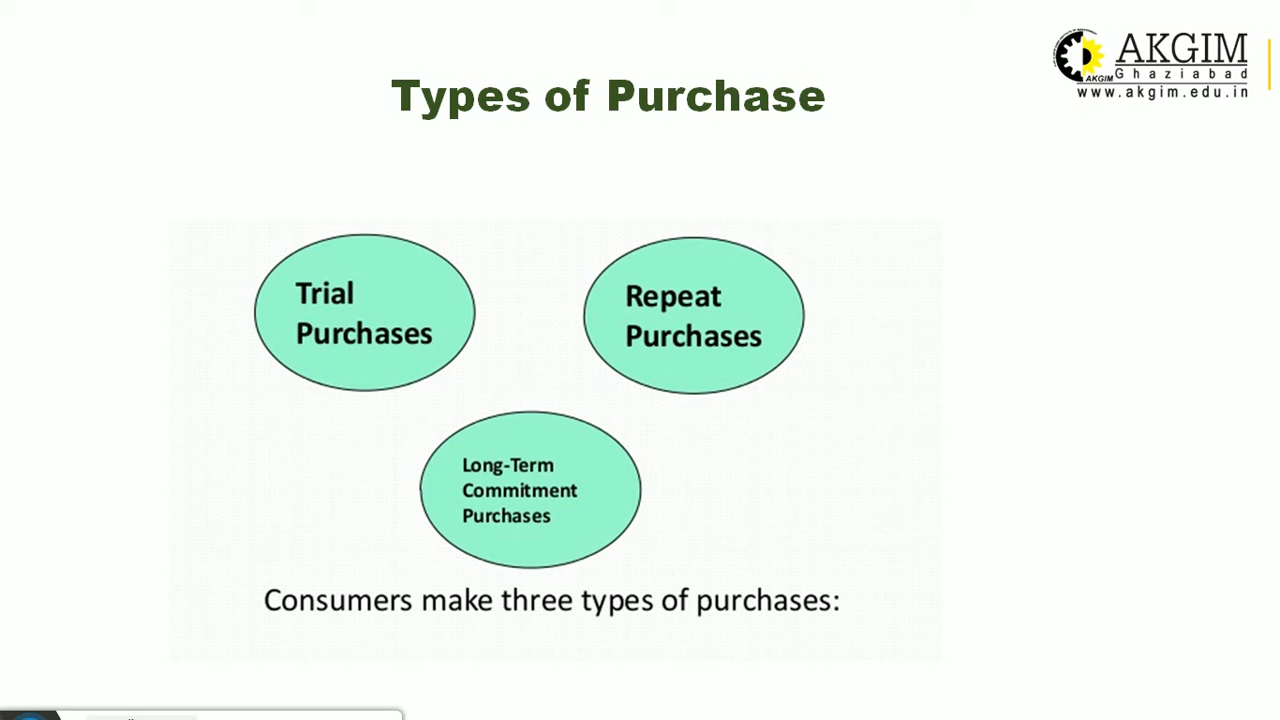 AKGIM
Ghaziabad
AKGIM
www.akgim.edu.in
Types of Purchase
Trial
Purchases
Repeat
Purchases
Long-Term
Commitment
Purchases
Consumers make three types of purchases: